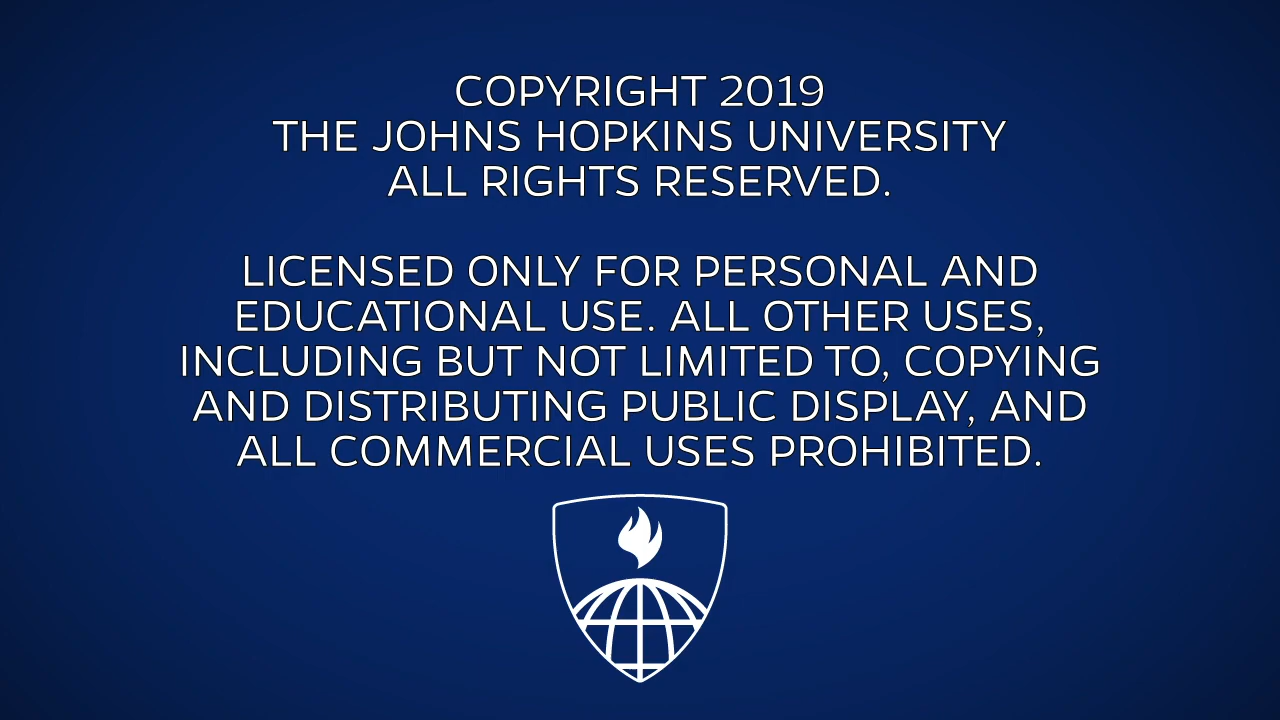 COPYRIGHT 2019
THE JOHNS HOPKINS UNIVERSITY
ALL RIGHTS RESERVED.
LICENSED ONLY FOR PERSONAL AND
EDUCATIONAL USE. ALL OTHER USES,
INCLUDING BUT NOT LIMITED TO, COPYING
AND DISTRIBUTING PUBLIC DISPLAY, AND
ALL COMMERCIAL USES PROHIBITED.